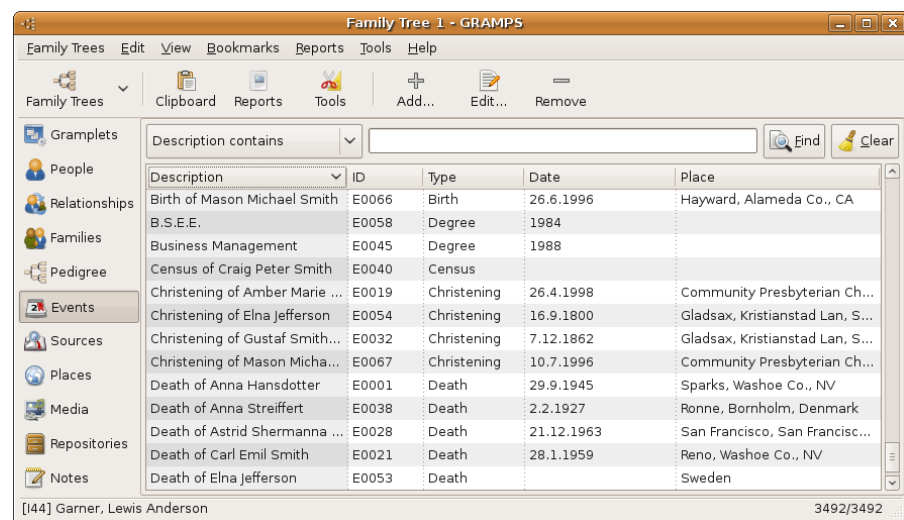 Family Tree 1 - GRAMPS
Family Trees Edit View Bookmarks Reports Tools Help
Family Trees Clipboard Reports Tools Add... Edit... Remove
Gramplets
People
Relationships
Families
Pedigree
Events
Sources
Places
Media
Repositories
Notes
Description contains Find Clear
Description ID Type Date Place
Birth of Mason Michael Smith E0066 Birth 26.6.1996 Hayward, Alameda Co., CA
B.S.E.E. E0058 Degree 1984
Business Management E0045 Degree 1988
Census of Craig Peter Smith E0040 Census
Christening of Amber Marie ... E0019 Christening 26.4.1998 Community Presbyterian Ch...
Christening of Elna Jefferson E0054 Christening 16.9.1800 Gladsax, Kristianstad Lan, S...
Christening of Gustaf Smith... E0032 Christening 7.12.1862 Gladsax, Kristianstad Lan, S...
Christening of Mason Micha... E0067 Christening 10.7.1996 Community Presbyterian Ch...
Death of Anna Hansdotter E0001 Death 29.9.1945 Sparks, Washoe Co., NV
Death of Anna Streiffert E0038 Death 2.2.1927 Ronne, Bornholm, Denmark
Death of Astrid Shermanna ... E0028 Death 21.12.1963 San Francisco, San Francisc...
Death of Carl Emil Smith E0021 Death 28.1.1959 Reno, Washoe Co., NV
Death of Elna Jefferson E0053 Death Sweden
[I44] Garner, Lewis Anderson 3492/3492